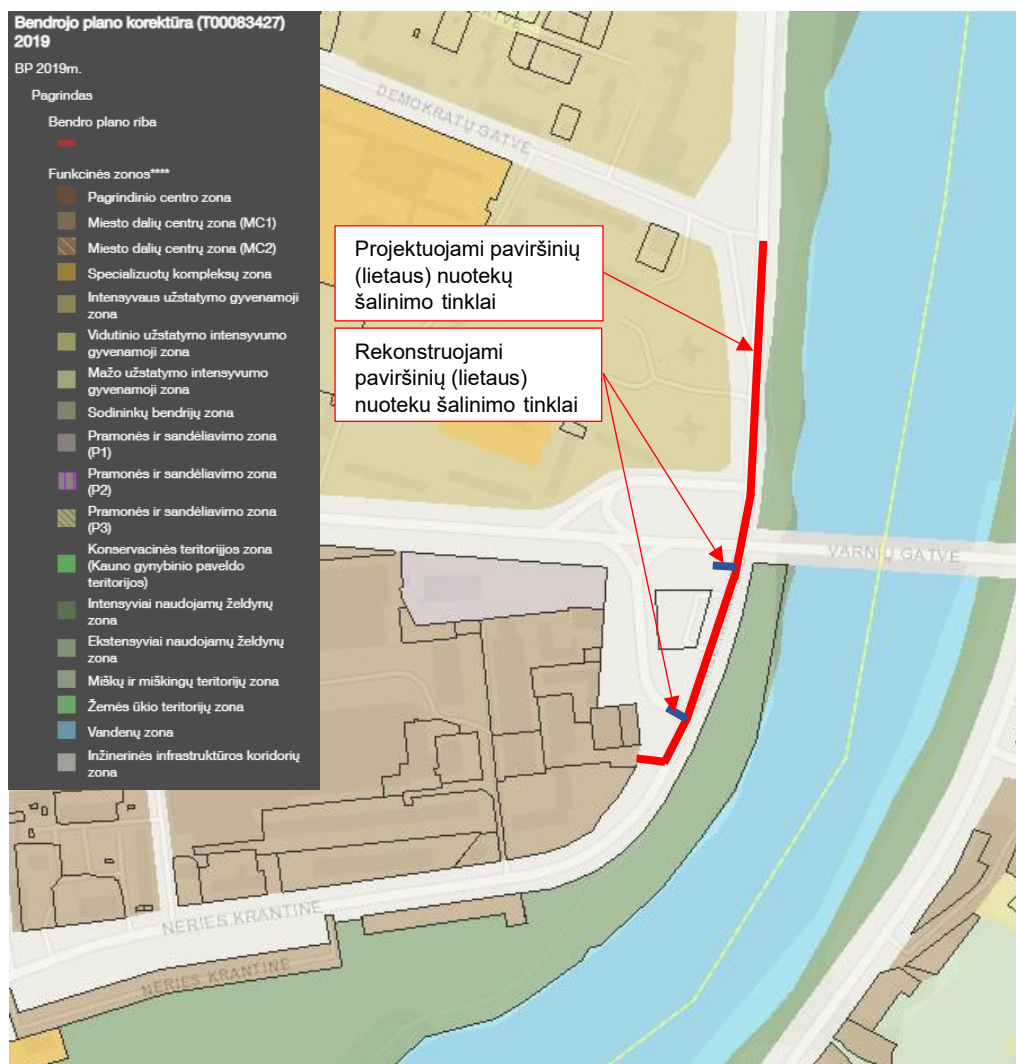 Bendrojo plano korektūra (T00083427)
2019
BP 2019m.
Pagrindas
Bendro plano riba
Funkcinės zonos****
Pagrindinio centro zona
Miesto dalių centrų zona (MC1)
Miesto dalių centrų zona (MC2)
Specializuotų kompleksų zona
Intensyvaus užstatymo gyvenamoji
zona
Vidutinio užstatymo intensyvumo
gyvenamoji zona
Mažo užstatymo intensyvumo
gyvenamoji zona
Sodininkų bendrijų zona
Pramonės ir sandėliavimo zona
(P1)
Pramonės ir sandėliavimo zona
(P2)
Pramonės ir sandėliavimo zona
(P3)
Konservacinės teritorijjos zona
(Kauno gynybinio paveldo
teritorijos)
Intensyviai naudojamų želdynų
zona
Ekstensyviai naudojamų želdynų
zona
Miškų ir miškingų teritorijų zona
Žemės ūkio teritorijų zona
Vandenų zona
Inžinerinės infrastruktūros koridorių
zona
DEMOKRATŲ GATVĖ
Projektuojami paviršinių
(lietaus) nuotekų
šalinimo tinklai
Rekonstruojami
paviršinių (lietaus)
nuoteku šalinimo tinklai
VARNIŲ GATVĖ
NERIES KRANTINĖ
NERIES KRANTINĖ